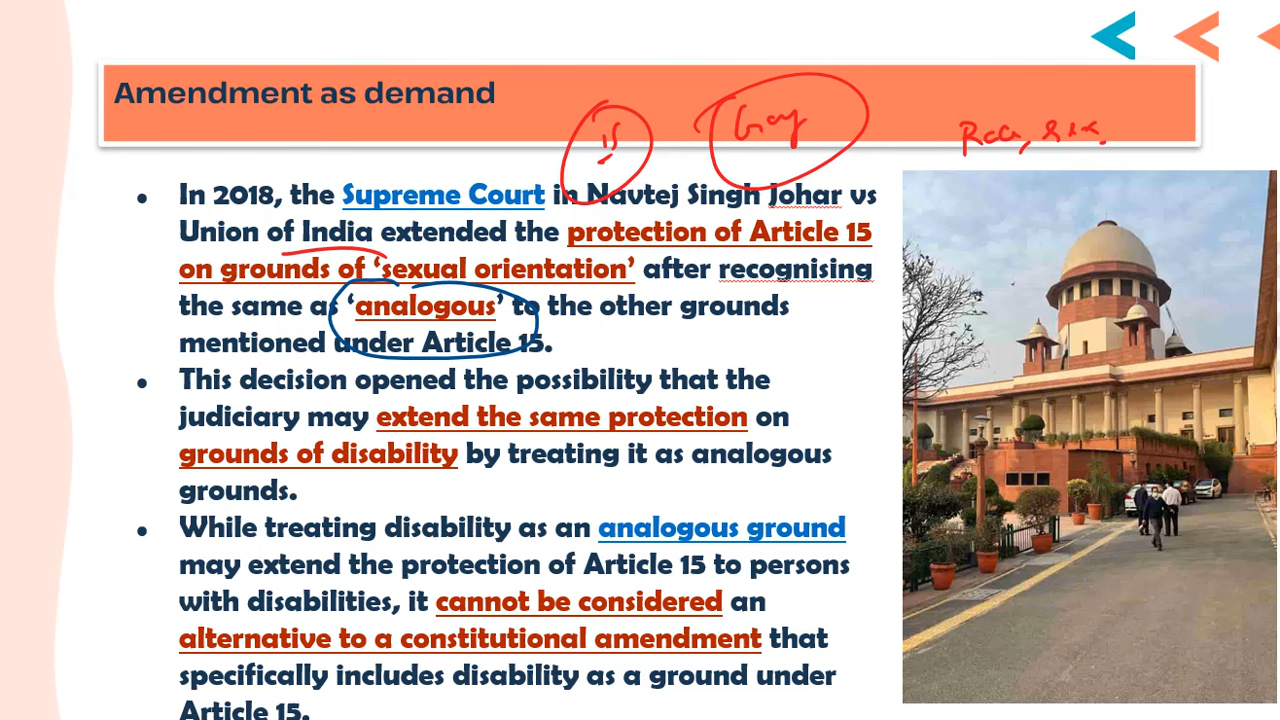 Amendment as demand
15
Gay
• In 2018, the Supreme Court in Navtej Singh Johar vs
Union of India extended the protection of Article 15
on grounds of ‘sexual orientation’ after recognising
the same as ‘analogous’ to the other grounds
mentioned under Article 15.
• This decision opened the possibility that the
judiciary may extend the same protection on
grounds of disability by treating it as analogous
grounds.
• While treating disability as an analogous ground
may extend the protection of Article 15 to persons
with disabilities, it cannot be considered an
alternative to a constitutional amendment that
specifically includes disability as a ground under
Article 15.